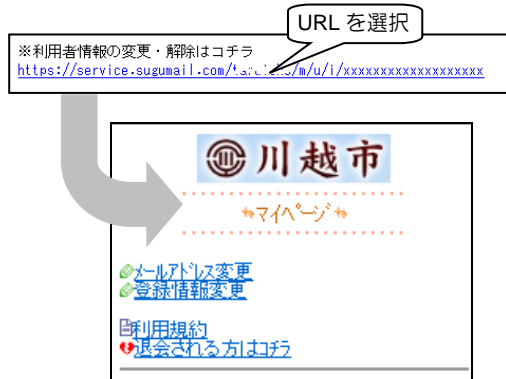 URL を選択
※利用者情報の変更・解除はコチラ
https://service.sugumail.com/ /m/u/i/xxxxxxxxxxxxxxxxxxx
川越市
マイページ
メールアドレス変更
登録情報変更
利用規約
退会される方はコチラ